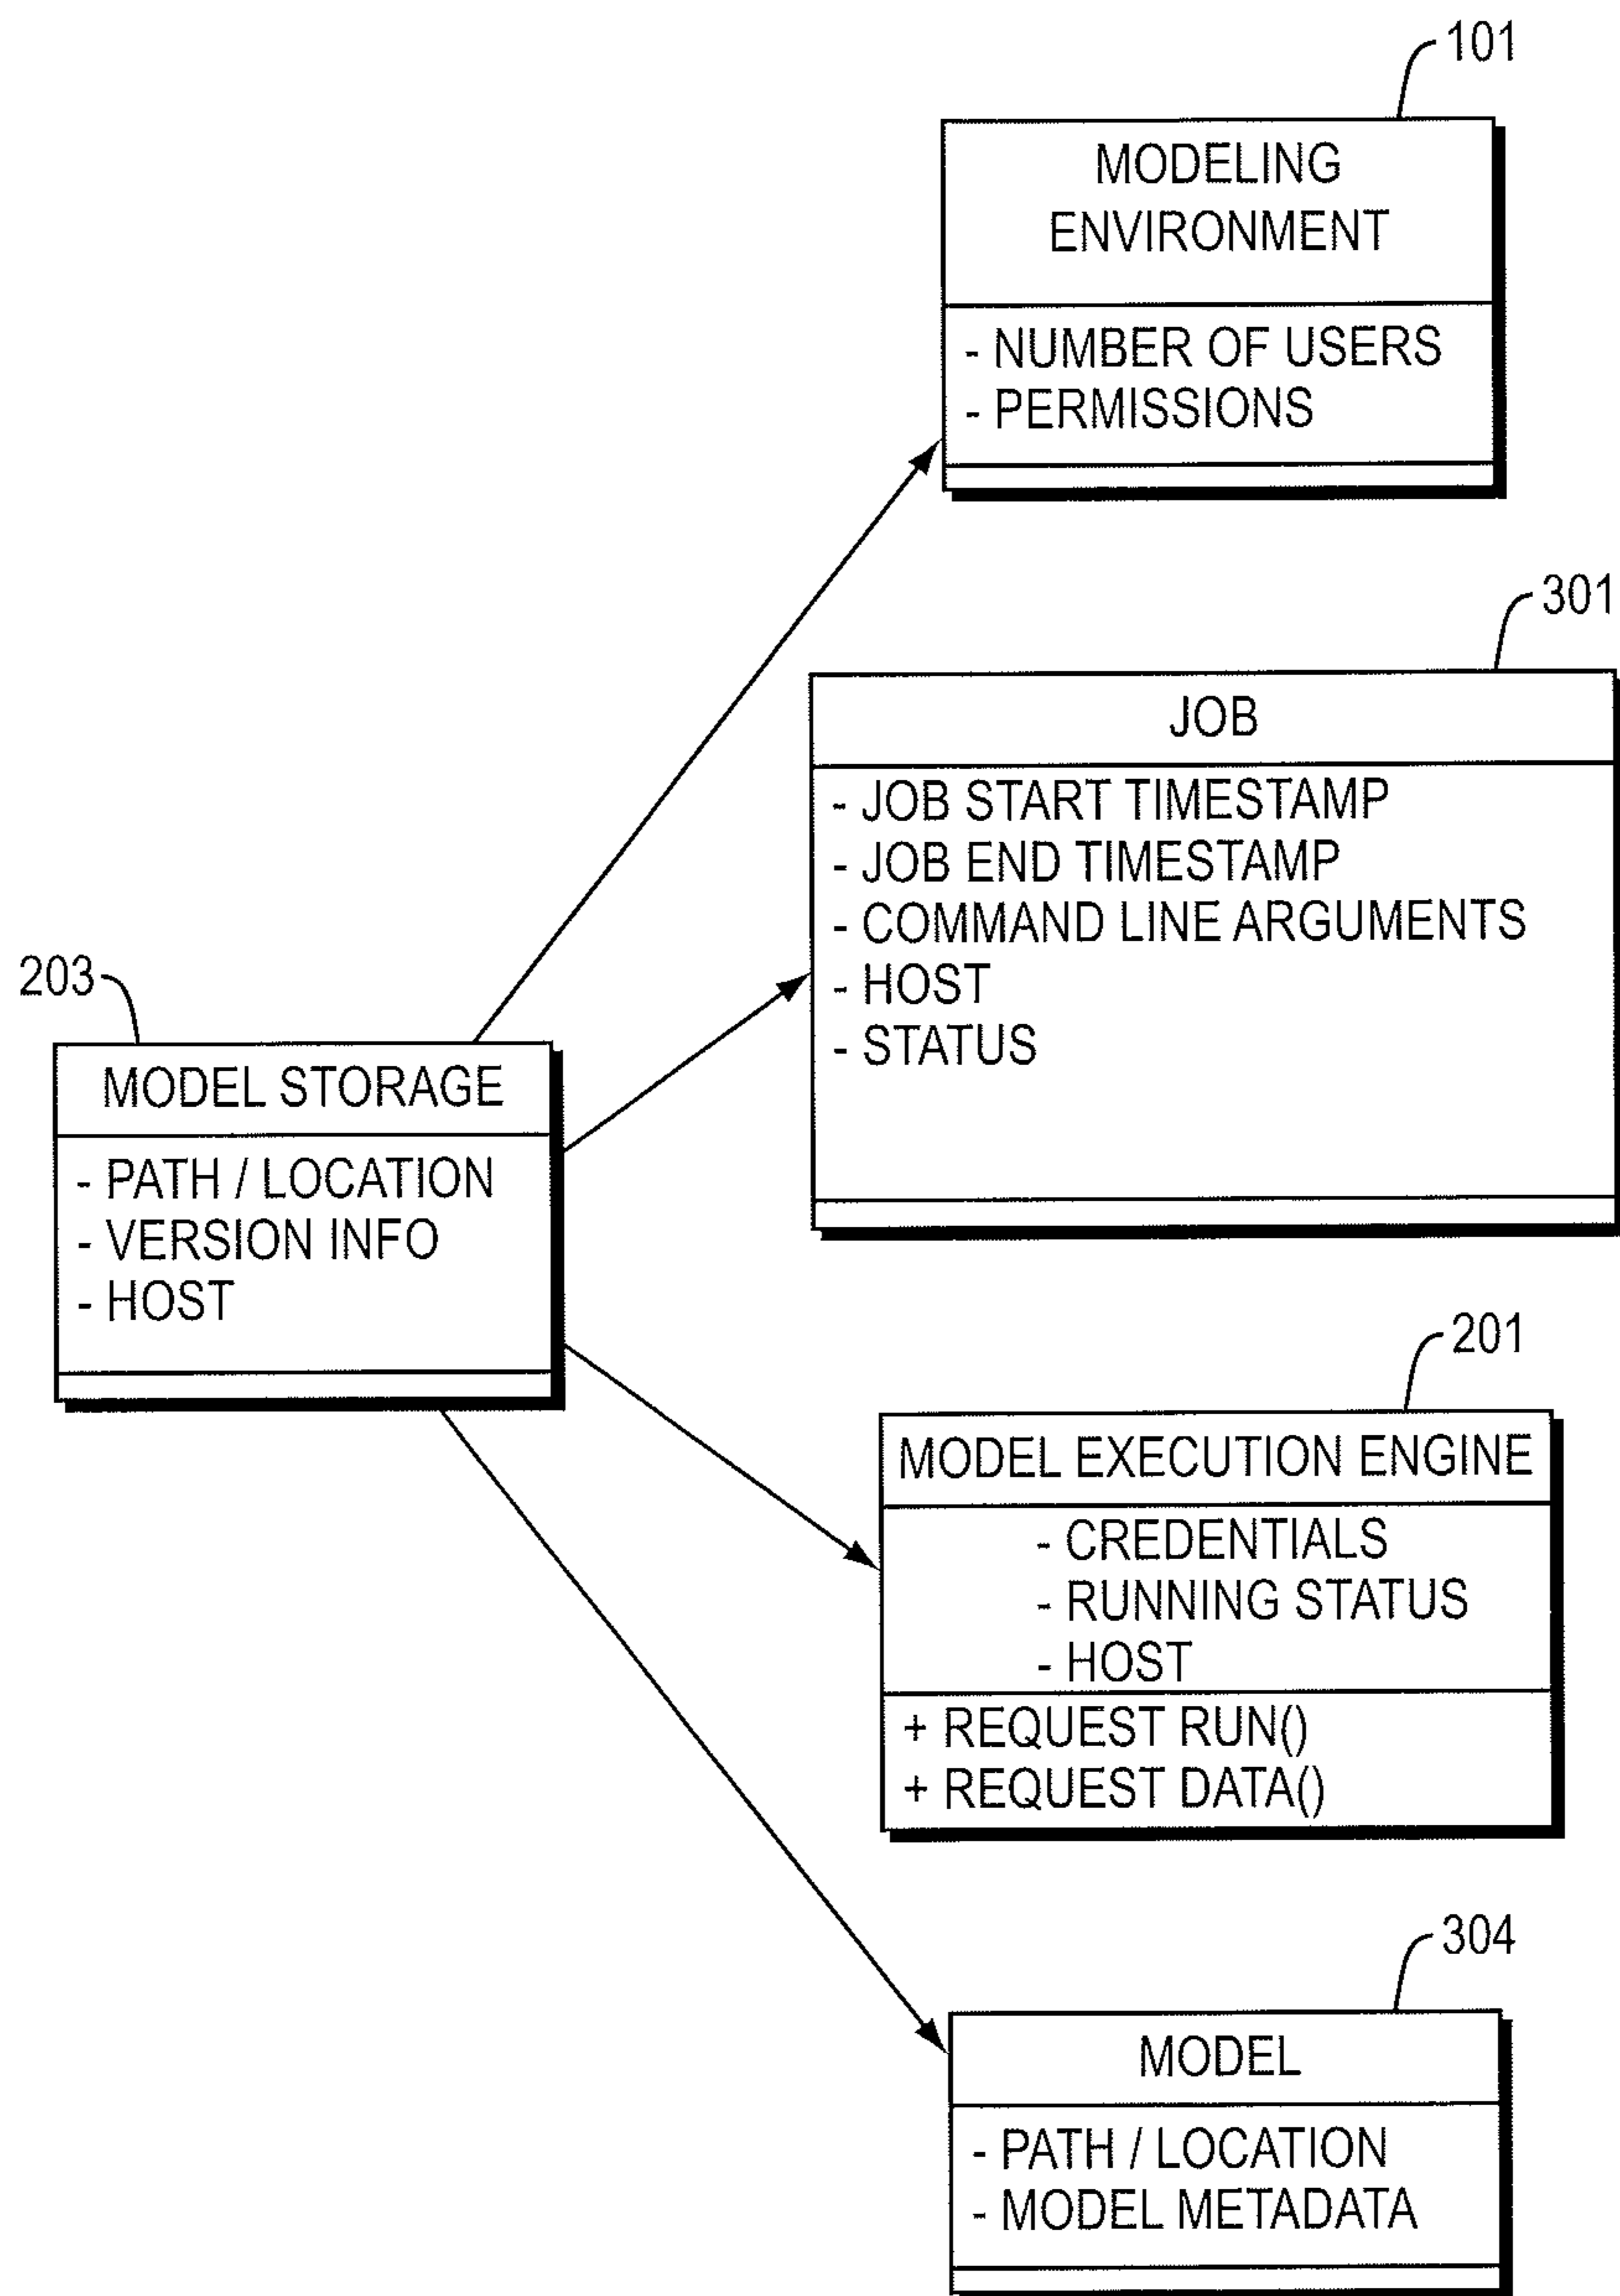 101
MODELING
ENVIRONMENT
- NUMBER OF USERS
- PERMISSIONS
301
JOB
- JOB START TIMESTAMP
- JOB END TIMESTAMP
- COMMAND LINE ARGUMENTS
- HOST
- STATUS
203
MODEL STORAGE
- PATH / LOCATION
- VERSION INFO
- HOST
201
MODEL EXECUTION ENGINE
- CREDENTIALS
- RUNNING STATUS
- HOST
+ REQUEST RUN()
+ REQUEST DATA()
304
MODEL
- PATH / LOCATION
- MODEL METADATA